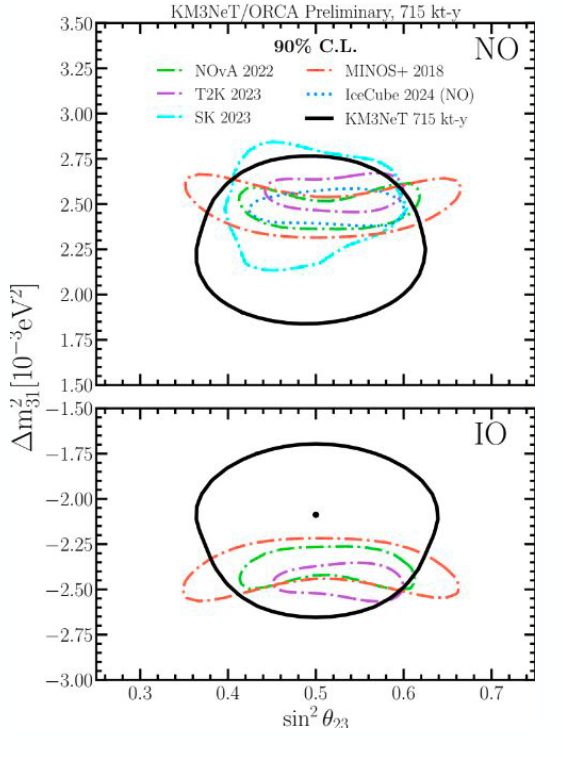 KM3NeT/ORCA Preliminary, 715 kt-y
90% C.L.
NO
NOνA 2022
T2K 2023
SK 2023
MINOS+ 2018
IceCube 2024 (NO)
KM3NeT 715 kt-y
3.50
3.25
3.00
2.75
2.50
2.25
2.00
1.75
1.50
Δm²₃₁[10⁻³eV²]
IO
−1.50
−1.75
−2.00
−2.25
−2.50
−2.75
−3.00
0.3 0.4 0.5 0.6 0.7
sin² θ₂₃